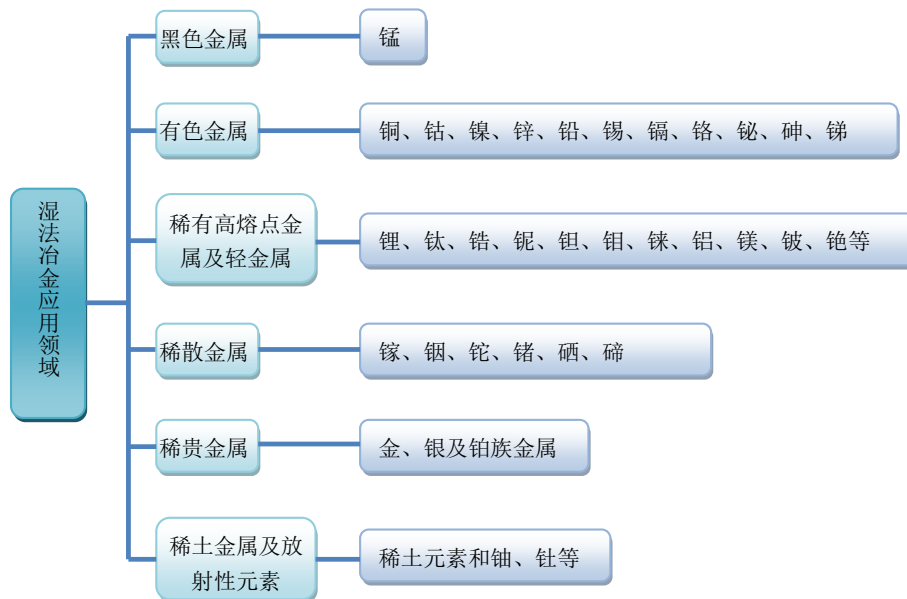 湿法冶金应用领域
黑色金属
锰
有色金属
铜、钴、镍、锌、铅、锡、镉、铬、铋、砷、锑
稀有高熔点金
属及轻金属
锂、钛、锆、铌、钽、钼、铼、铝、镁、铍、铯等
稀散金属
镓、铟、铊、锗、硒、碲
稀贵金属
金、银及铂族金属
稀土金属及放
射性元素
稀土元素和铀、钍等